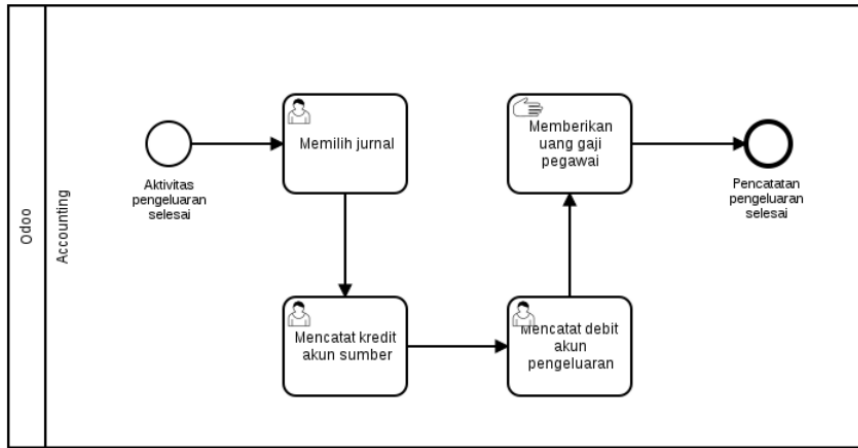 Odoo
Accounting
Aktivitas
pengeluaran
selesai
Memilih jurnal
Mencatat kredit
akun sumber
Mencatat debit
akun
pengeluaran
Memberikan
uang gaji
pegawai
Pencatatan
pengeluaran
selesai